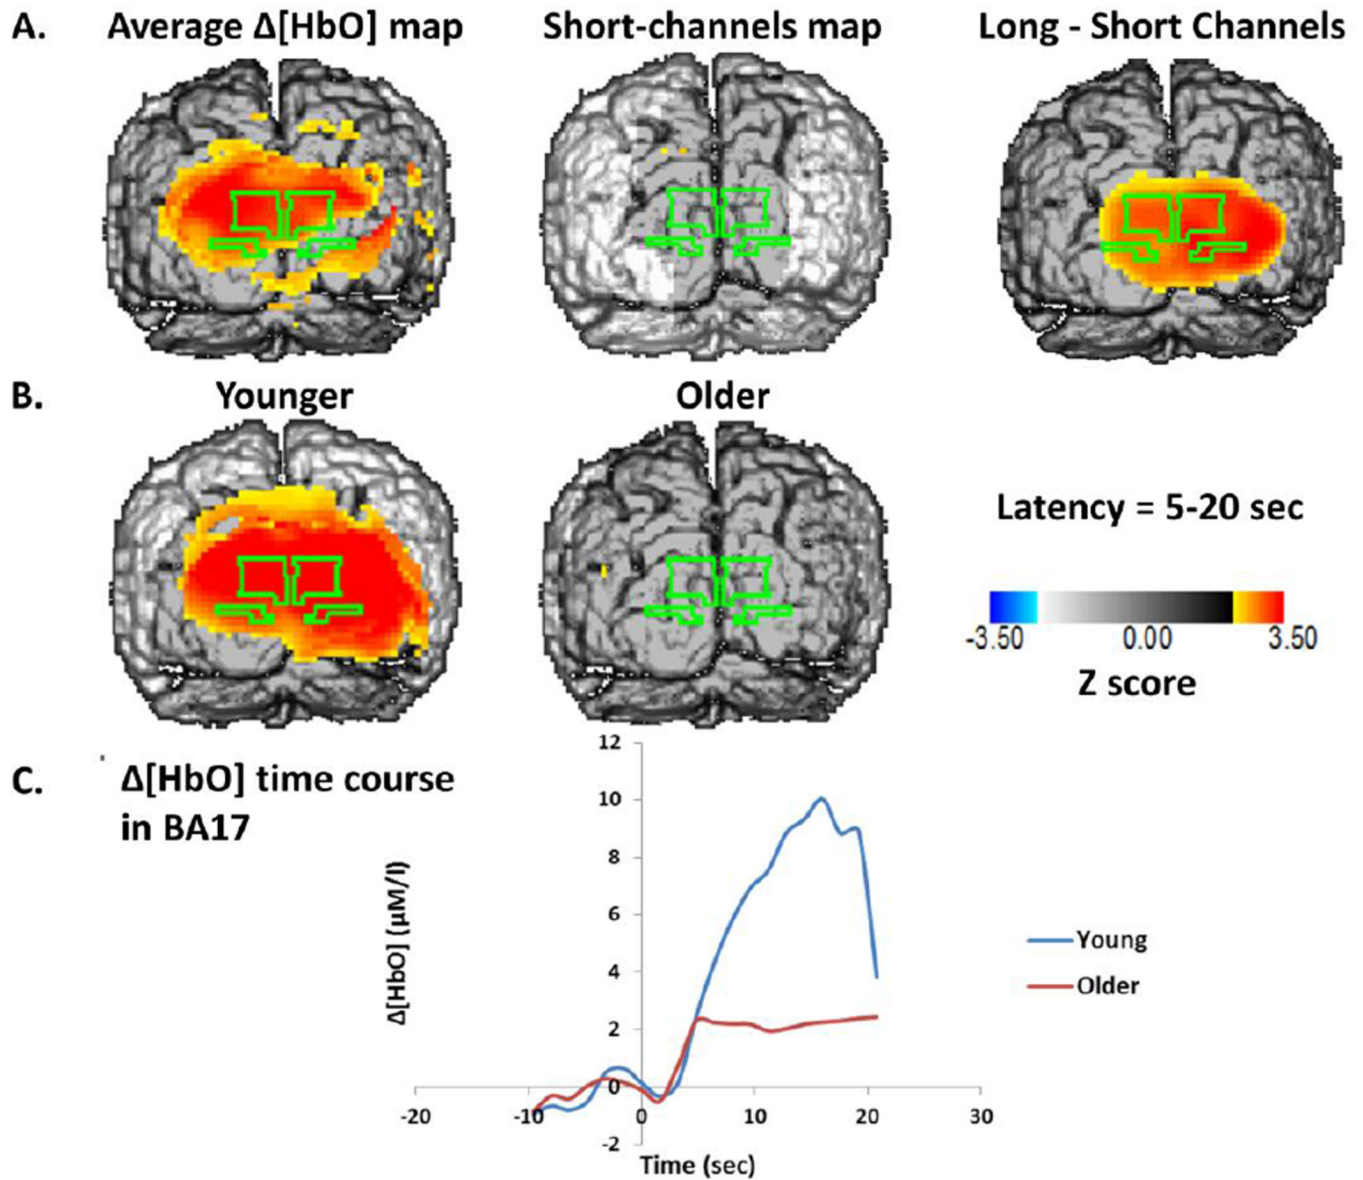 A. Average Δ[HbO] map Short-channels map Long - Short Channels
B. Younger Older
Latency = 5-20 sec
-3.50 0.00 3.50
Z score
C. Δ[HbO] time course
in BA17
Δ[HbO] (µM/l)
12
10
8
6
4
2
0
-2
-20 -10 0 10 20 30
Time (sec)
Young
Older